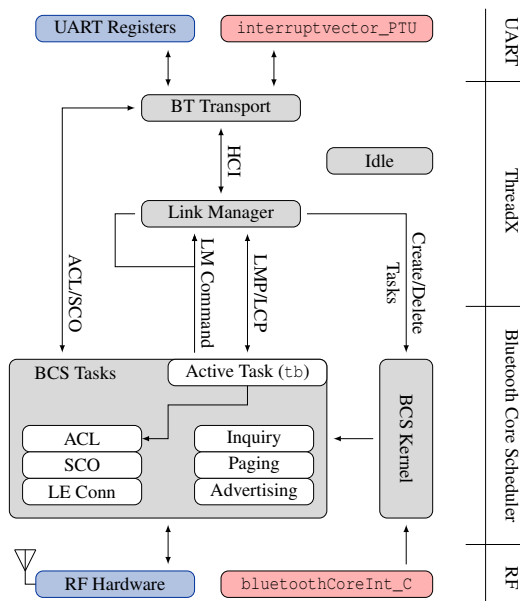 UART Registers
interruptvector_PTU
UART
BT Transport
HCI
Idle
ThreadX
Link Manager
ACL/SCO
LM Command
LMP/LCP
Create/Delete
Tasks
BCS Tasks
Active Task (tb)
BCS Kernel
Bluetooth Core Scheduler
ACL
SCO
LE Conn
Inquiry
Paging
Advertising
RF Hardware
bluetoothCoreInt_C
RF